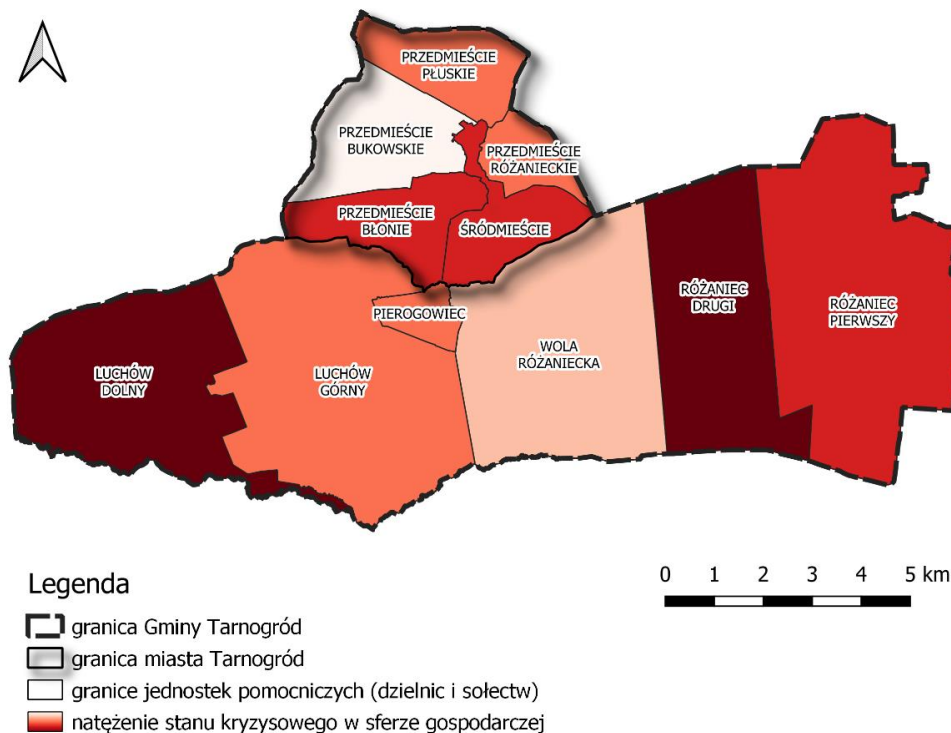 PRZEDMIEŚCIE
PŁUSKIE
PRZEDMIEŚCIE
BUKOWSKIE
PRZEDMIEŚCIE
RÓŻANIECKIE
PRZEDMIEŚCIE
BŁONIE
ŚRÓDMIEŚCIE
RÓŻANIEC
DRUGI
RÓŻANIEC
PIERWSZY
PIEROGOWIEC
LUCHÓW
DOLNY
LUCHÓW
GÓRNY
WOLA
RÓŻANIECKA
0 1 2 3 4 5 km
Legenda
granica Gminy Tarnogród
granica miasta Tarnogród
granice jednostek pomocniczych (dzielnic i sołectw)
natężenie stanu kryzysowego w sferze gospodarczej